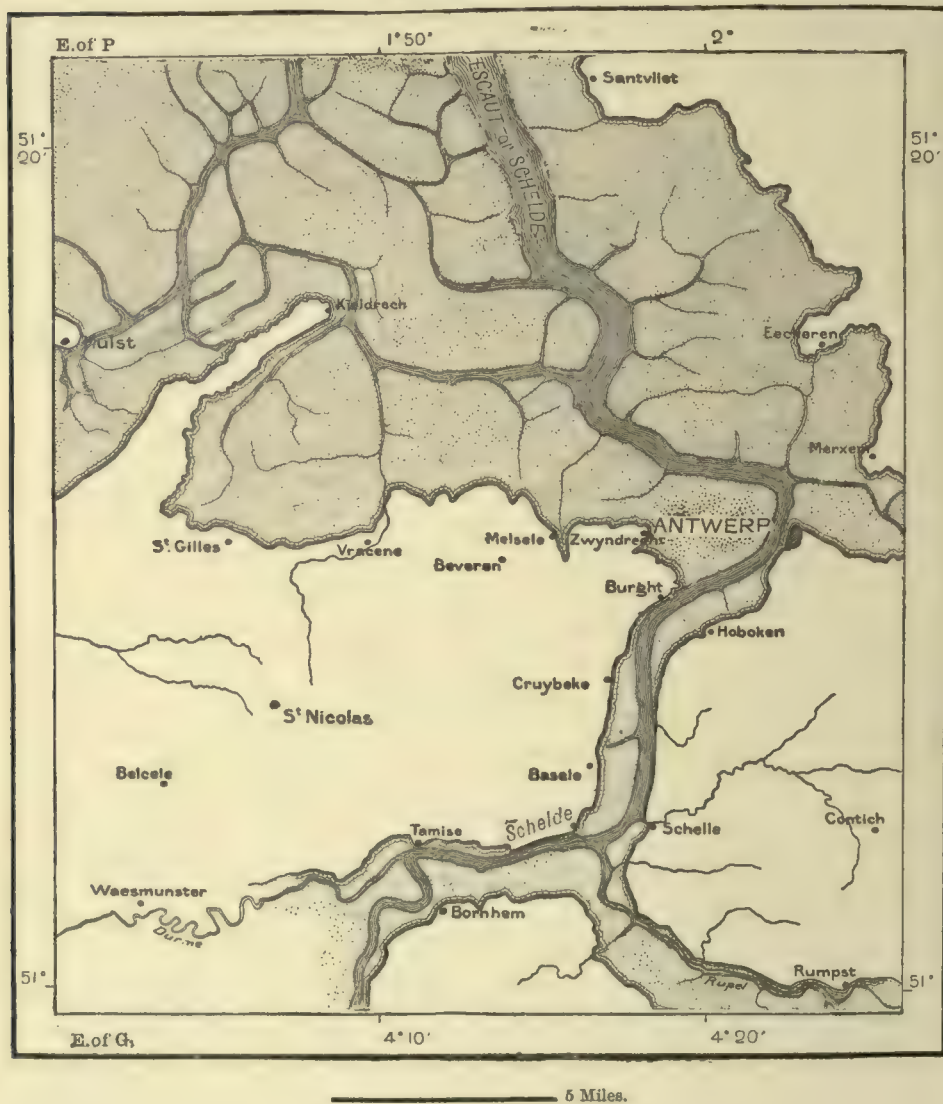 E. of P
1°50'
2°
Santvliet
ESCAUT or SCHELDE
51°
20'
51°
20'
Kieldrech
Hulst
Eeckeren
Merxem
ANTWERP
St. Gilles
Vracene
Melsele
Zwyndrecht
Beveren
Burght
Hoboken
Cruybeke
St Nicolas
Basele
Belcele
Schelde
Tamise
Schelle
Contich
Waesmunster
Durme
Bornhem
51°
Rupel
Rumpst
51°
E. of G.
4°10'
4°20'
5 Miles.